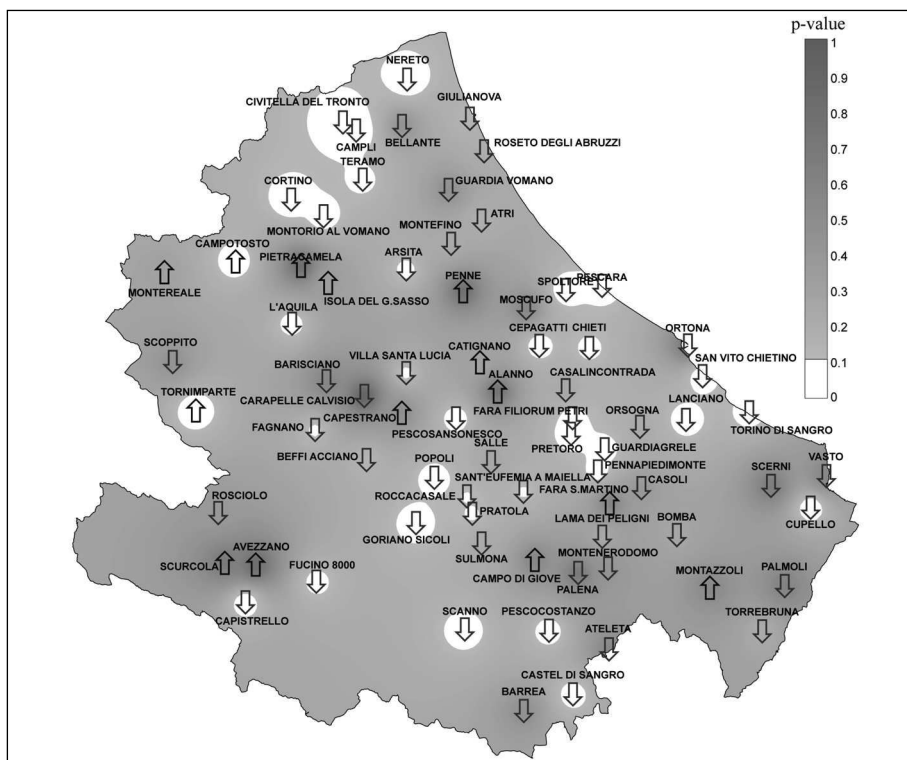 p-value
1
0.9
0.8
0.7
0.6
0.5
0.4
0.3
0.2
0.1
0
NERETO
CIVITELLA DEL TRONTO
GIULIANOVA
CAMPLI
BELLANTE
ROSETO DEGLI ABRUZZI
TERAMO
CORTINO
GUARDIA VOMANO
ATRI
MONTORIO AL VOMANO
MONTEFINO
CAMPOTOSTO
PIETRACAMELA
ARSITA
PENNE
SPOLTORE
PESCARA
MONTEREALE
ISOLA DEL G.SASSO
MOSCUFO
L'AQUILA
CEPAGATTI
CHIETI
ORTONA
SCOPPITO
CATIGNANO
VILLA SANTA LUCIA
SAN VITO CHIETINO
BARISCIANO
ALANNO
CASALINCONTRADA
TORNIMPARTE
CARAPELLE CALVISIO
LANCIANO
CAPESTRANO
FARA FILIORUM PETRI
ORSOGNA
FAGNANO
PESCOSANSONESCO
TORINO DI SANGRO
PRETORO
GUARDIAGRELE
SALLE
BEFFI ACCIANO
POPOLI
PENNAPIEDIMONTE
SCERNI
VASTO
SANT'EUFEMIA A MAIELLA
CASOLI
ROSCIOLO
ROCCACASALE
FARA S.MARTINO
PRATOLA
LAMA DEI PELIGNI
BOMBA
CUPELLO
GORIANO SICOLI
AVEZZANO
SULMONA
MONTENERODOMO
SCURCOLA
FUCINO 8000
CAMPO DI GIOVE
PALENA
MONTAZZOLI
PALMOLI
CAPISTRELLO
SCANNO
PESCOCOSTANZO
TORREBRUNA
ATELETA
CASTEL DI SANGRO
BARREA